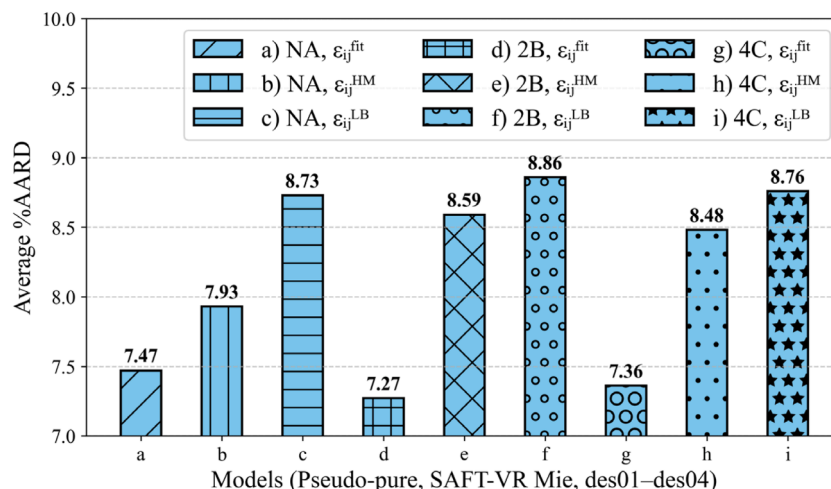 10.0
9.5
9.0
8.5
8.0
7.5
7.0
Average %AARD
a) NA, εᵢⱼᶠⁱᵗ
b) NA, εᵢⱼᴴᴹ
c) NA, εᵢⱼᴸᴮ
d) 2B, εᵢⱼᶠⁱᵗ
e) 2B, εᵢⱼᴴᴹ
f) 2B, εᵢⱼᴸᴮ
g) 4C, εᵢⱼᶠⁱᵗ
h) 4C, εᵢⱼᴴᴹ
i) 4C, εᵢⱼᴸᴮ
7.47
7.93
8.73
7.27
8.59
8.86
7.36
8.48
8.76
a b c d e f g h i
Models (Pseudo-pure, SAFT-VR Mie, des01–des04)